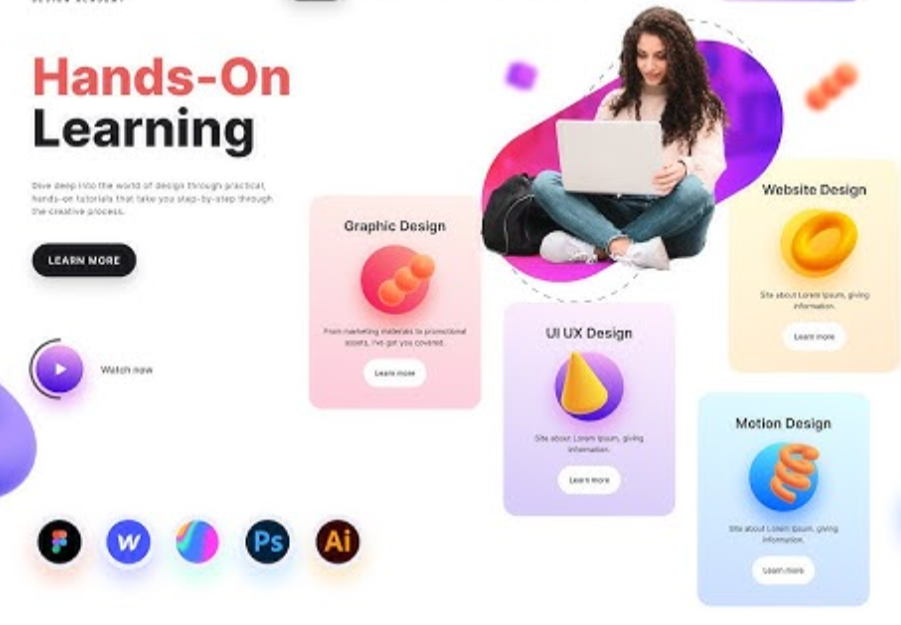 DESIGN ACADEMY
Hands-On
Learning
Dive deep into the world of design through practical,
hands-on tutorials that take you step-by-step through
the creative process.
LEARN MORE
Watch now
Ps
Ai
Graphic Design
From marketing materials to promotional
assets, I've got you covered.
Learn more
UI UX Design
Site about Lorem Ipsum, giving
information.
Learn more
Website Design
Site about Lorem Ipsum, giving
information.
Learn more
Motion Design
Site about Lorem Ipsum, giving
information.
Learn more